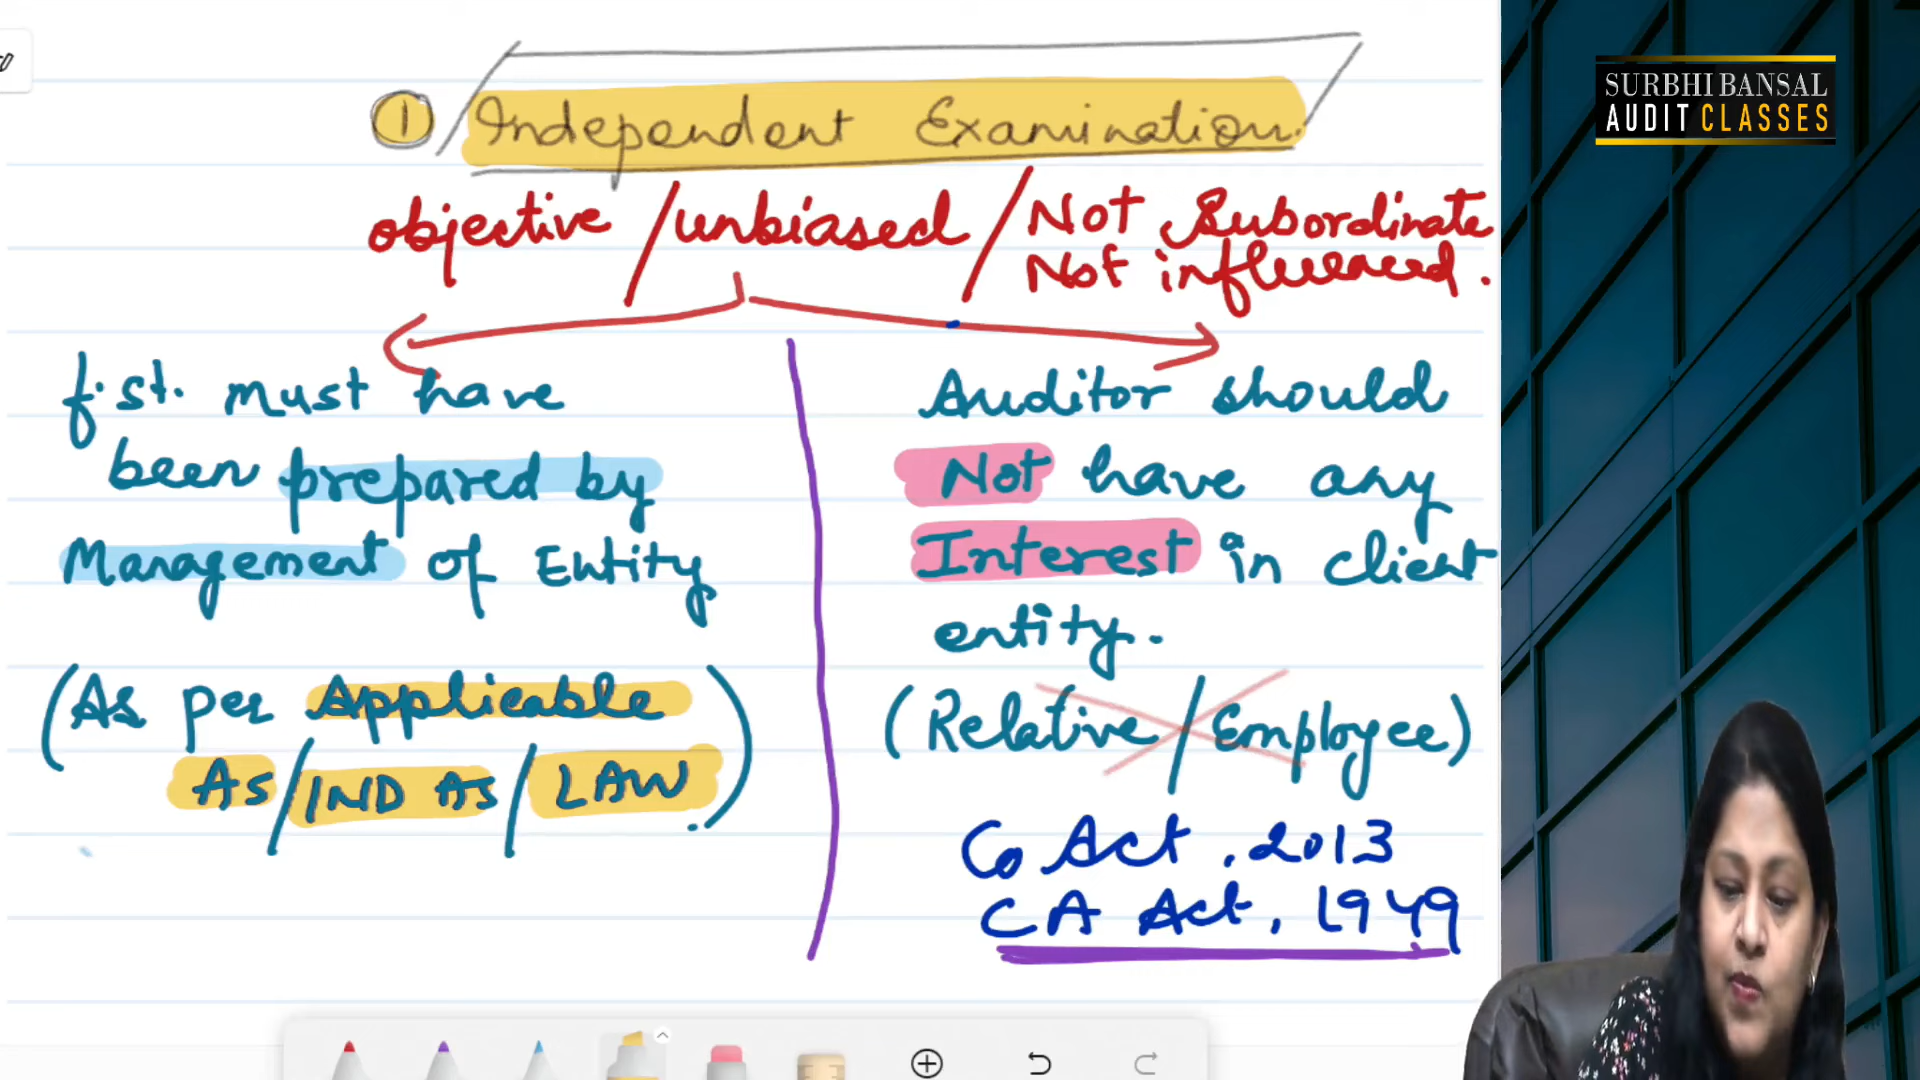 SURBHI BANSAL
AUDIT CLASSES
① Independent Examination.
objective / unbiased / Not Subordinate
Not influenced.
f.st. must have
been prepared by
Management of Entity
(As per Applicable
AS / IND AS / LAW.)
Auditor should
Not have any
Interest in client
entity.
(Relative / Employee)
Co Act, 2013
CA Act, 1949